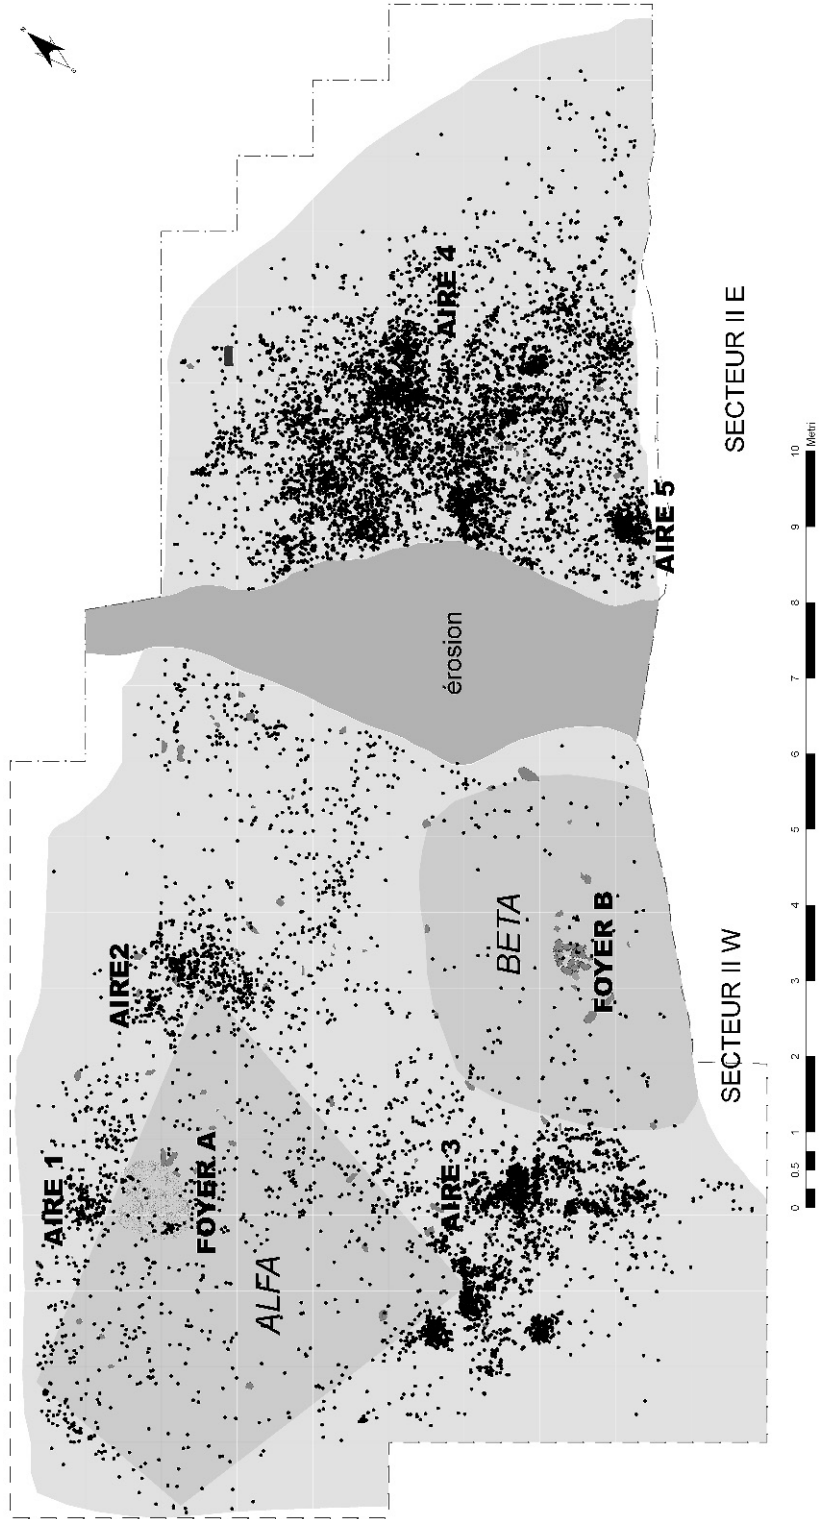 AIRE 1
AIRE2
FOYER A
ALFA
AIRE 3
érosion
AIRE 4
BETA
FOYER B
AIRE 5
SECTEUR II W
SECTEUR II E
0 0.5 1 2 3 4 5 6 7 8 9 10
Metri